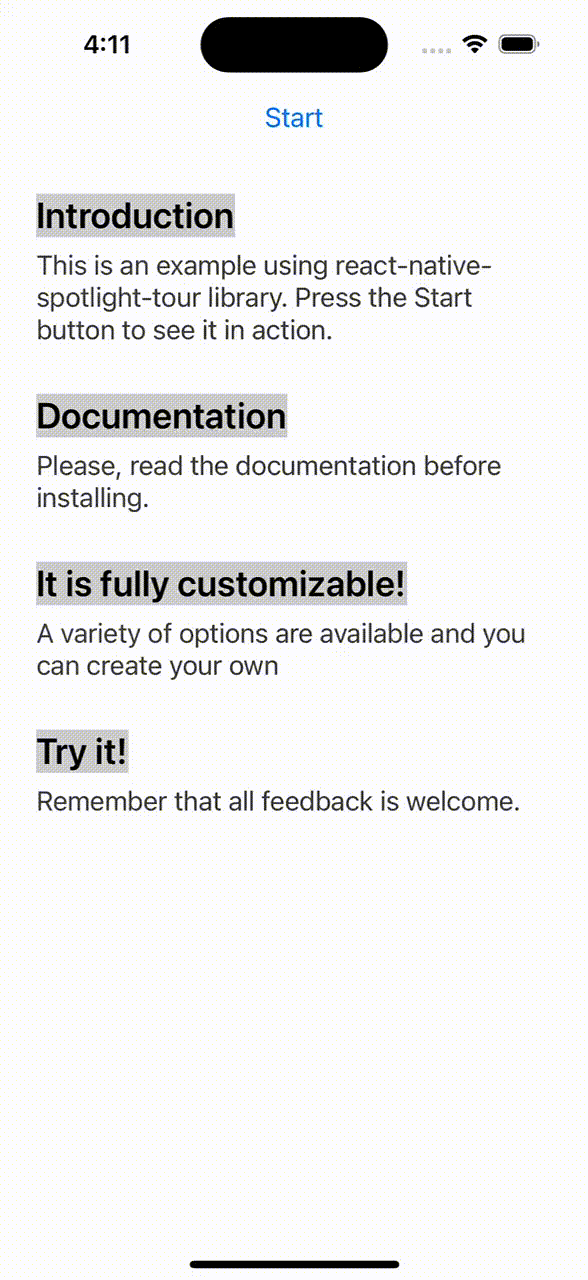 4:11
Start
Introduction
This is an example using react-native-
spotlight-tour library. Press the Start
button to see it in action.
Documentation
Please, read the documentation before
installing.
It is fully customizable!
A variety of options are available and you
can create your own
Try it!
Remember that all feedback is welcome.